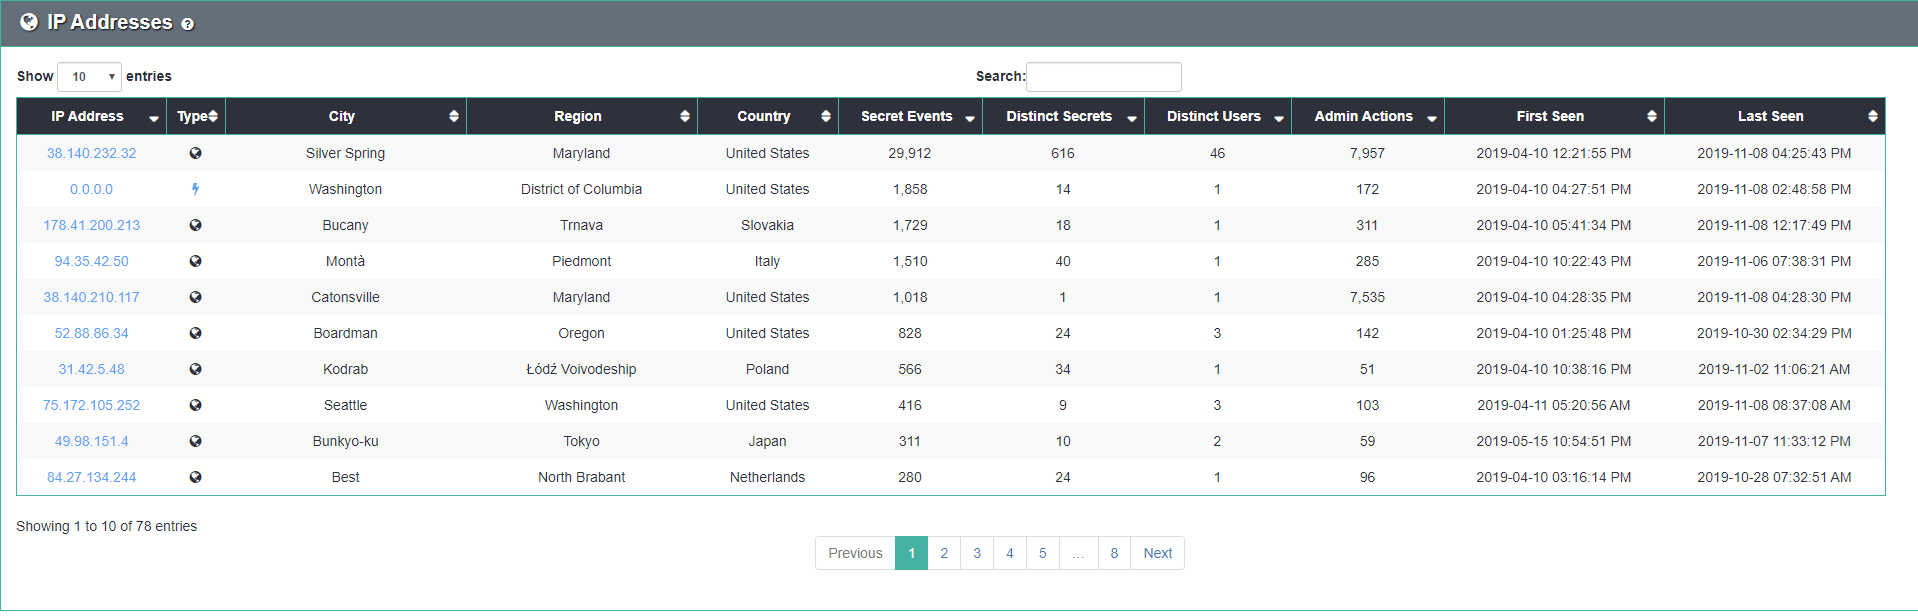 IP Addresses
Show 10 entries Search:
IP Address Type City Region Country Secret Events Distinct Secrets Distinct Users Admin Actions First Seen Last Seen
38.140.232.32 Silver Spring Maryland United States 29,912 616 46 7,957 2019-04-10 12:21:55 PM 2019-11-08 04:25:43 PM
0.0.0.0 Washington District of Columbia United States 1,858 14 1 172 2019-04-10 04:27:51 PM 2019-11-08 02:48:58 PM
178.41.200.213 Bucany Trnava Slovakia 1,729 18 1 311 2019-04-10 05:41:34 PM 2019-11-08 12:17:49 PM
94.35.42.50 Montà Piedmont Italy 1,510 40 1 285 2019-04-10 10:22:43 PM 2019-11-06 07:38:31 PM
38.140.210.117 Catonsville Maryland United States 1,018 1 1 7,535 2019-04-10 04:28:35 PM 2019-11-08 04:28:30 PM
52.88.86.34 Boardman Oregon United States 828 24 3 142 2019-04-10 01:25:48 PM 2019-10-30 02:34:29 PM
31.42.5.48 Kodrab Łódź Voivodeship Poland 566 34 1 51 2019-04-10 10:38:16 PM 2019-11-02 11:06:21 AM
75.172.105.252 Seattle Washington United States 416 9 3 103 2019-04-11 05:20:56 AM 2019-11-08 08:37:08 AM
49.98.151.4 Bunkyo-ku Tokyo Japan 311 10 2 59 2019-05-15 10:54:51 PM 2019-11-07 11:33:12 PM
84.27.134.244 Best North Brabant Netherlands 280 24 1 96 2019-04-10 03:16:14 PM 2019-10-28 07:32:51 AM
Showing 1 to 10 of 78 entries
Previous 1 2 3 4 5 … 8 Next